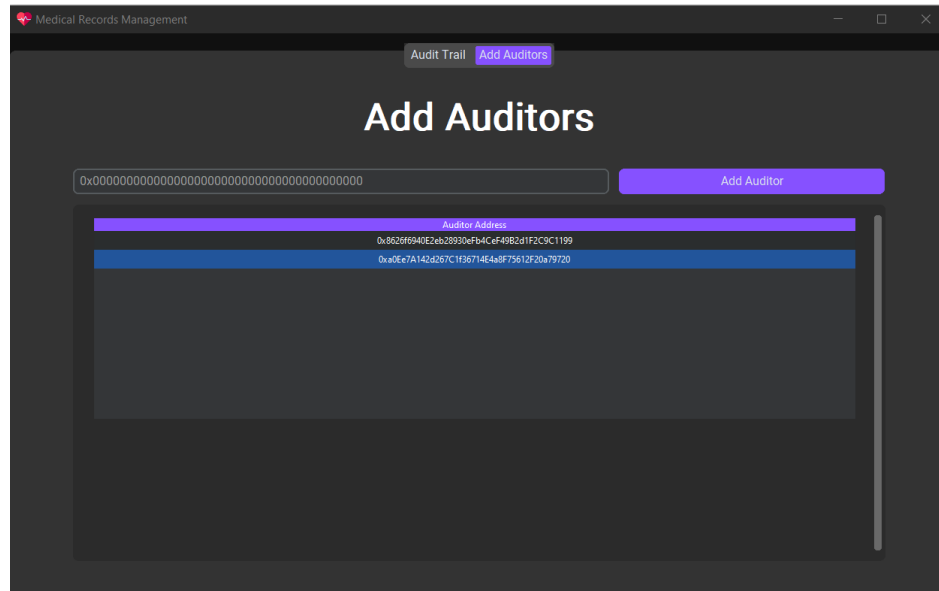 Medical Records Management
Audit Trail Add Auditors
Add Auditors
0x0000000000000000000000000000000000000000 Add Auditor
Auditor Address
0x8626f6940E2eb28930eFb4CeF49B2d1F2C9C1199
0xa0Ee7A142d267C1f36714E4a8F75612F20a79720